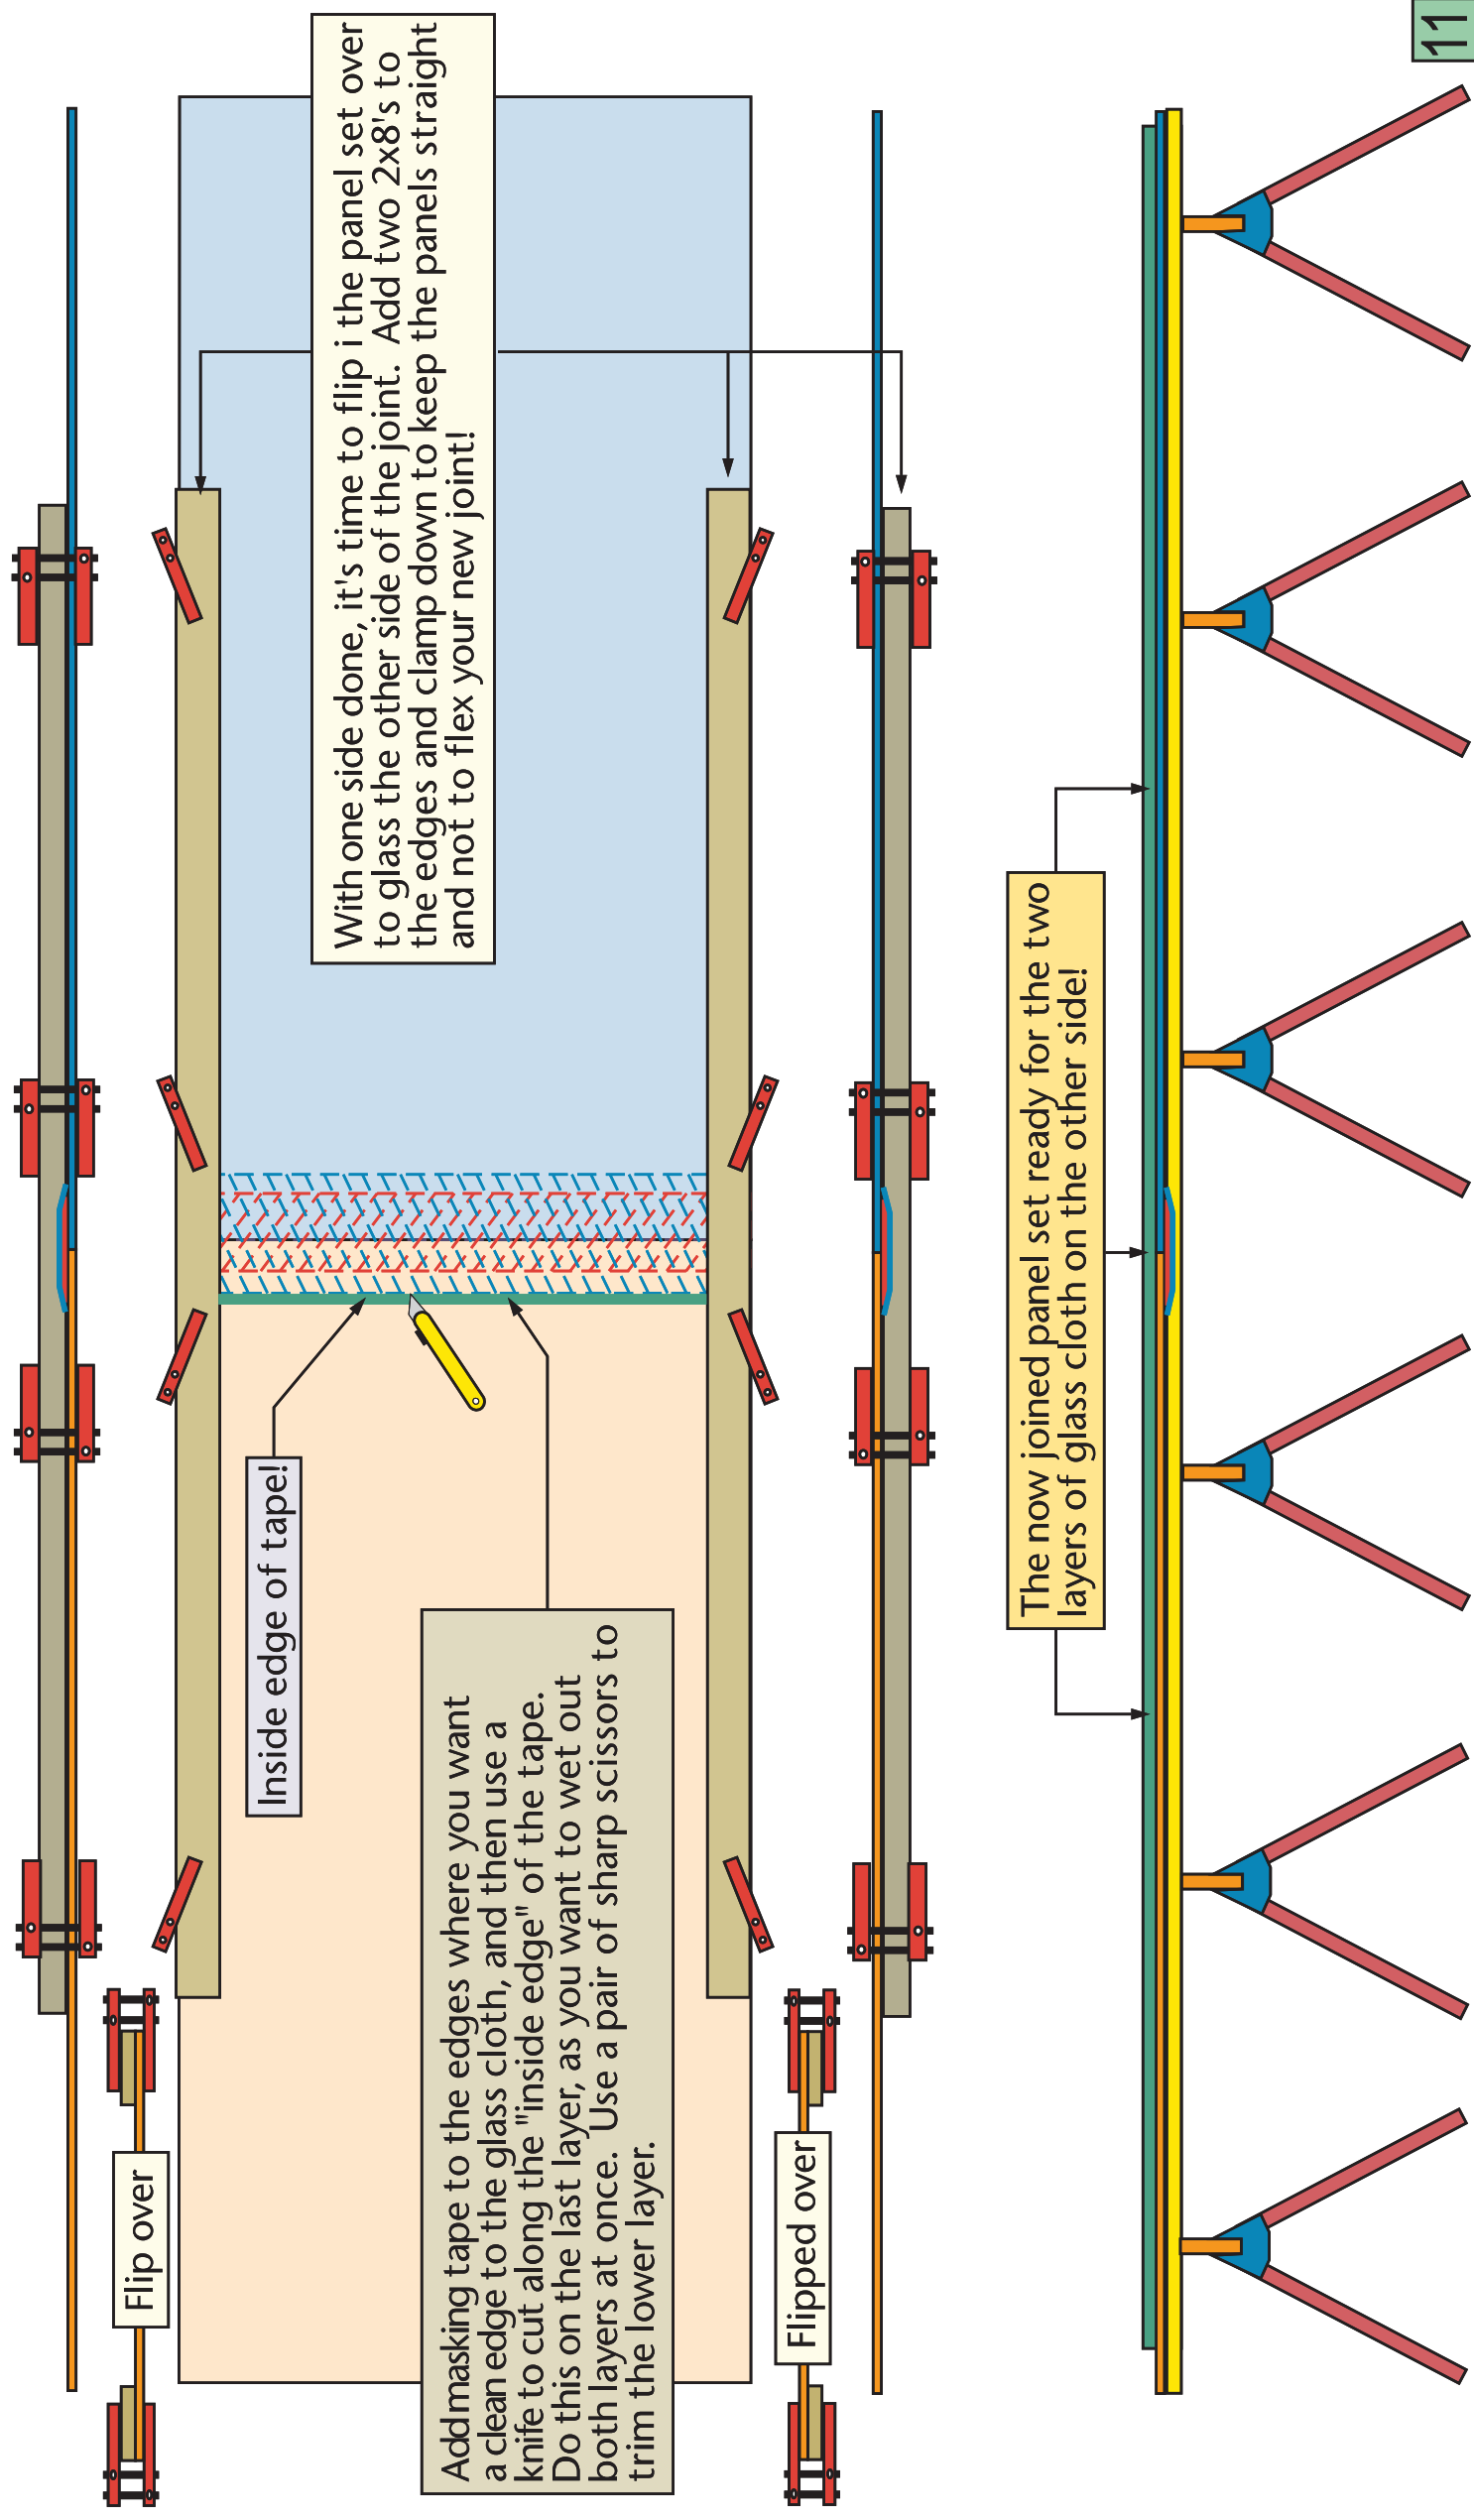 With one side done, it's time to flip i the panel set over
to glass the other side of the joint.  Add two 2x8's to
the edges and clamp down to keep the panels straight
and not to flex your new joint!
Inside edge of tape!
Add masking tape to the edges where you want
a clean edge to the glass cloth, and then use a
knife to cut along the "inside edge" of the tape.
Do this on the last layer, as you want to wet out
both layers at once.  Use a pair of sharp scissors to
trim the lower layer.
Flip over
Flipped over
The now joined panel set ready for the two
layers of glass cloth on the other side!
11